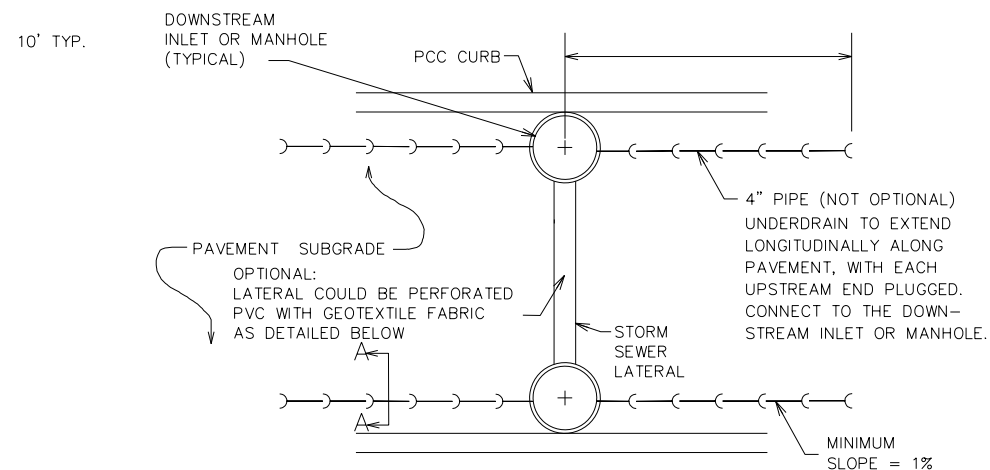 10' TYP.
DOWNSTREAM
INLET OR MANHOLE
(TYPICAL)
PCC CURB
4" PIPE (NOT OPTIONAL)
UNDERDRAIN TO EXTEND
LONGITUDINALLY ALONG
PAVEMENT, WITH EACH
UPSTREAM END PLUGGED.
CONNECT TO THE DOWN-
STREAM INLET OR MANHOLE.
PAVEMENT SUBGRADE
OPTIONAL:
LATERAL COULD BE PERFORATED
PVC WITH GEOTEXTILE FABRIC
AS DETAILED BELOW
STORM
SEWER
LATERAL
A
A
MINIMUM
SLOPE = 1%